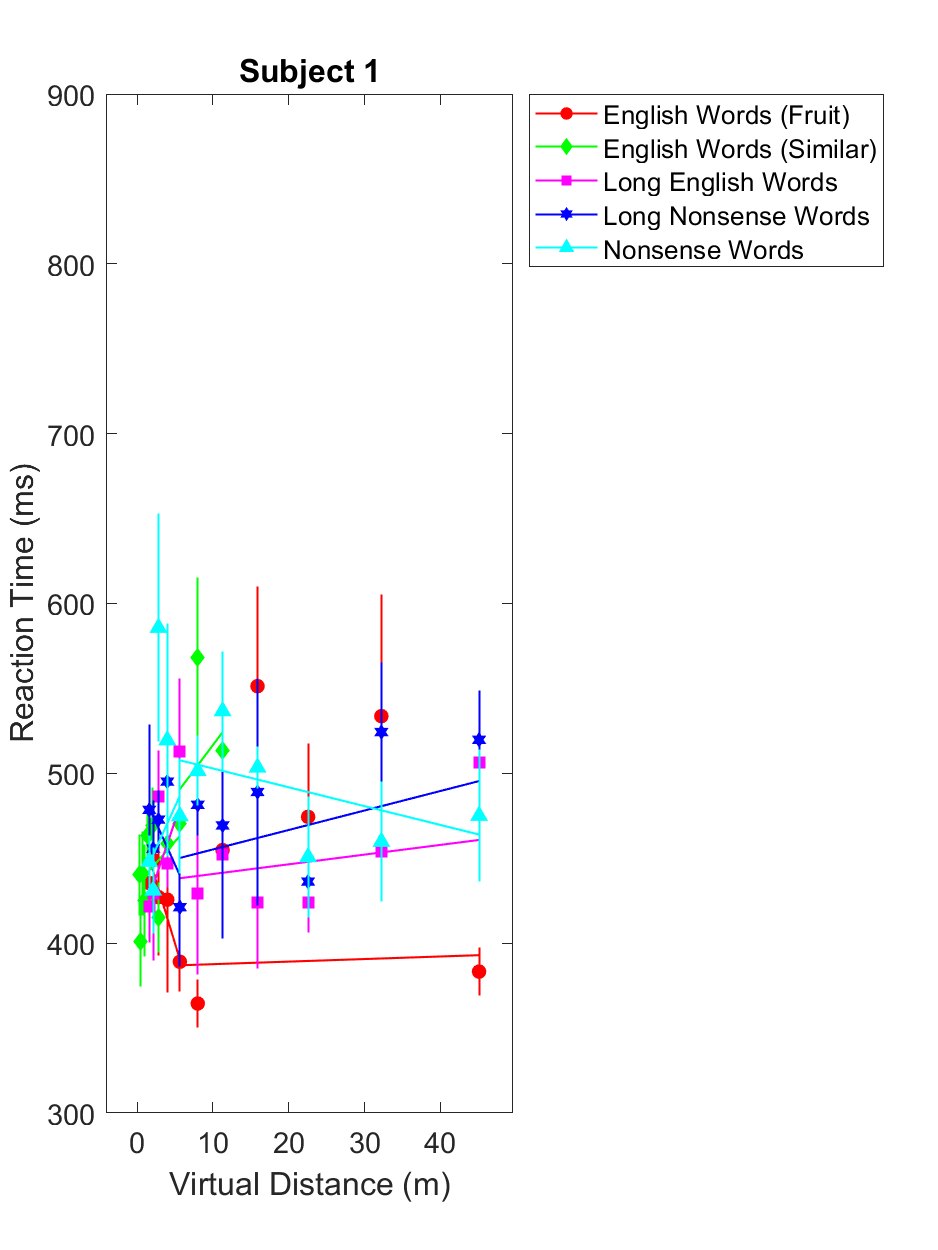 Subject 1
900
800
700
600
500
400
300
Reaction Time (ms)
0 10 20 30 40
Virtual Distance (m)
English Words (Fruit)
English Words (Similar)
Long English Words
Long Nonsense Words
Nonsense Words